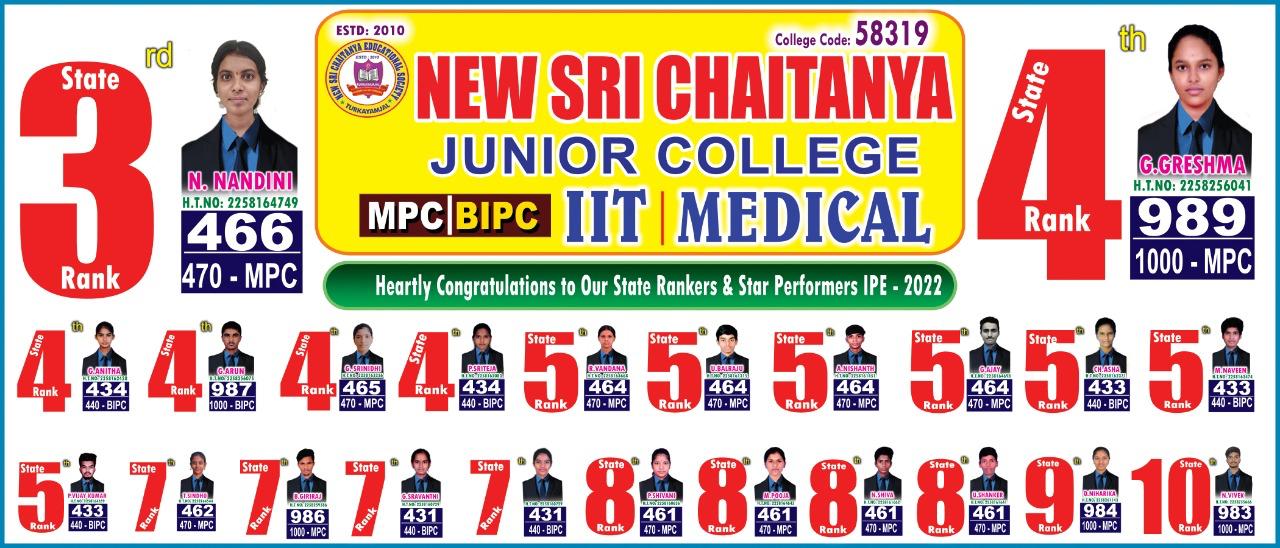 ESTD: 2010
College Code: 58319
NEW SRI CHAITANYA EDUCATIONAL SOCIETY
ESTD 2010
* TURKAYAMJAL *
NEW SRI CHAITANYA
JUNIOR COLLEGE
MPC|BIPC IIT | MEDICAL
Heartly Congratulations to Our State Rankers & Star Performers IPE - 2022
State
3rd
Rank
N. NANDINI
H.T.NO: 2258164749
466
470 - MPC
State
4th
Rank
G.GRESHMA
H.T.NO: 2258256041
989
1000 - MPC
State
4th
Rank
G.ANITHA
434
440 - BIPC
State
4th
Rank
G.ARUN
987
1000 - BIPC
State
4th
Rank
G.SRINIDHI
465
470 - MPC
State
4th
Rank
P.SRITEJA
434
440 - BIPC
State
5th
Rank
R.VANDANA
464
470 - MPC
State
5th
Rank
U.BALRAJU
464
470 - MPC
State
5th
Rank
A.NISHANTH
464
470 - MPC
State
5th
Rank
G.AJAY
464
470 - MPC
State
5th
Rank
CH.ASHA
433
440 - BIPC
State
5th
Rank
M.NAVEEN
433
440 - BIPC
State
5th
Rank
P.VIJAY KUMAR
433
440 - BIPC
State
7th
Rank
T.SINDHU
462
470 - MPC
State
7th
Rank
B.GIRIRAJ
986
1000 - MPC
State
7th
Rank
G.SRAVANTHI
431
440 - BIPC
State
7th
Rank
431
440 - BIPC
State
8th
Rank
P.SHIVANI
461
470 - MPC
State
8th
Rank
M.POOJA
461
470 - MPC
State
8th
Rank
N.SHIVA
461
470 - MPC
State
8th
Rank
U.SHANKER
461
470 - MPC
State
9th
Rank
D.NIHARIKA
984
1000 - MPC
State
10th
Rank
N.VIVEK
983
1000 - MPC